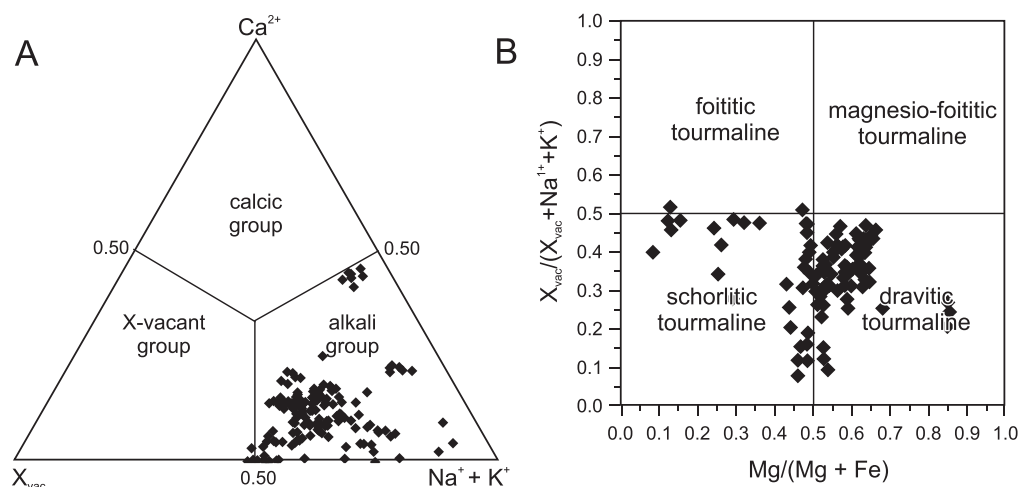 A
Ca²⁺
calcic
group
0.50
0.50
X-vacant
group
alkali
group
X vac
0.50
Na⁺ + K⁺
B
X vac/(X vac+Na¹⁺+K⁺)
1.0
0.9
0.8
0.7
0.6
0.5
0.4
0.3
0.2
0.1
0.0
foititic
tourmaline
magnesio-foititic
tourmaline
schorlitic
tourmaline
dravitic
tourmaline
0.0 0.1 0.2 0.3 0.4 0.5 0.6 0.7 0.8 0.9 1.0
Mg/(Mg + Fe)